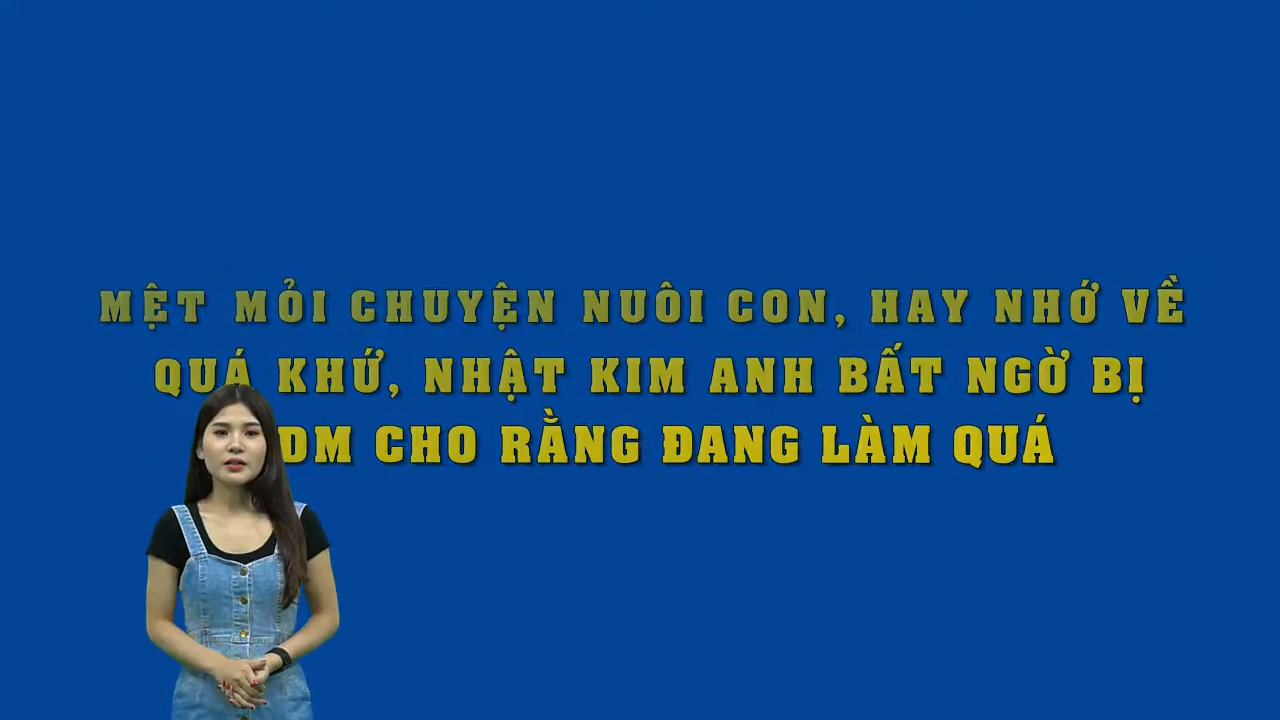 MỆT MỎI CHUYỆN NUÔI CON, HAY NHỚ VỀ
QUÁ KHỨ, NHẬT KIM ANH BẤT NGỜ BỊ
DM CHO RẰNG ĐANG LÀM QUÁ